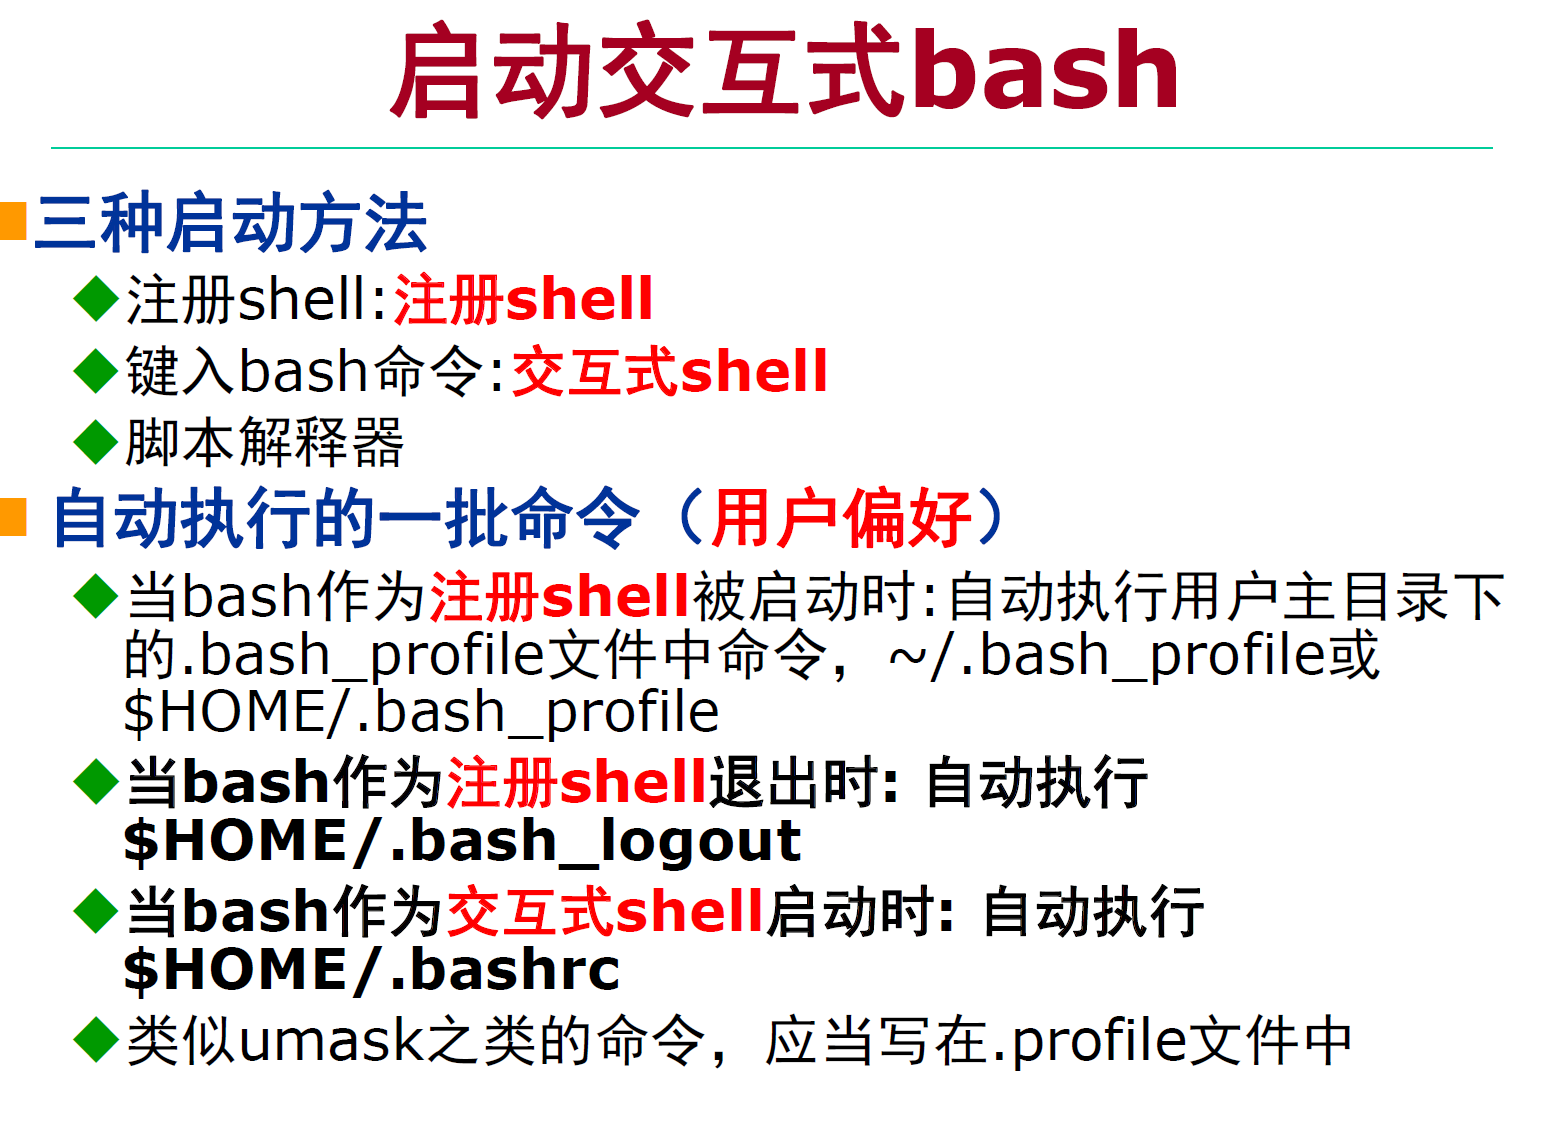 启动交互式bash
三种启动方法
注册shell:注册shell
键入bash命令:交互式shell
脚本解释器
自动执行的一批命令（用户偏好）
当bash作为注册shell被启动时:自动执行用户主目录下
的.bash_profile文件中命令，~/.bash_profile或
$HOME/.bash_profile
当bash作为注册shell退出时: 自动执行
$HOME/.bash_logout
当bash作为交互式shell启动时: 自动执行
$HOME/.bashrc
类似umask之类的命令，应当写在.profile文件中